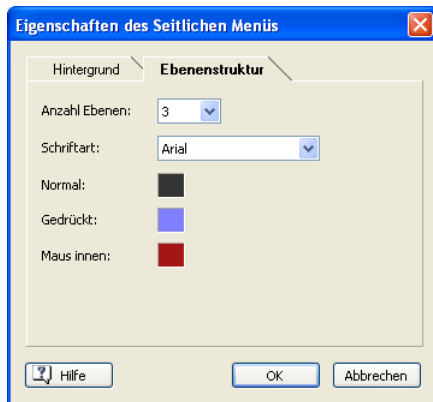 Eigenschaften des Seitlichen Menüs
Hintergrund Ebenenstruktur
Anzahl Ebenen: 3
Schriftart: Arial
Normal:
Gedrückt:
Maus innen:
Hilfe OK Abbrechen